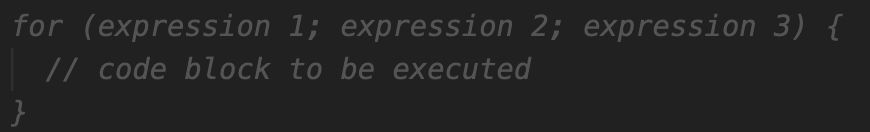 for (expression 1; expression 2; expression 3) {
  // code block to be executed
}